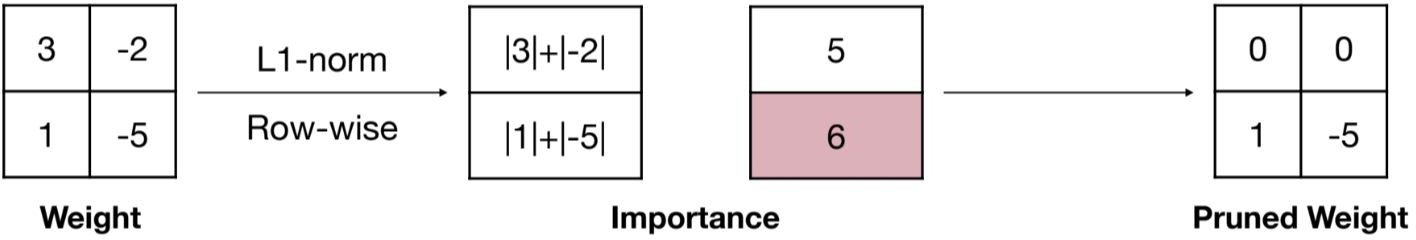 3 -2
1 -5
Weight
L1-norm
Row-wise
|3|+|-2|
|1|+|-5|
5
6
Importance
0 0
1 -5
Pruned Weight